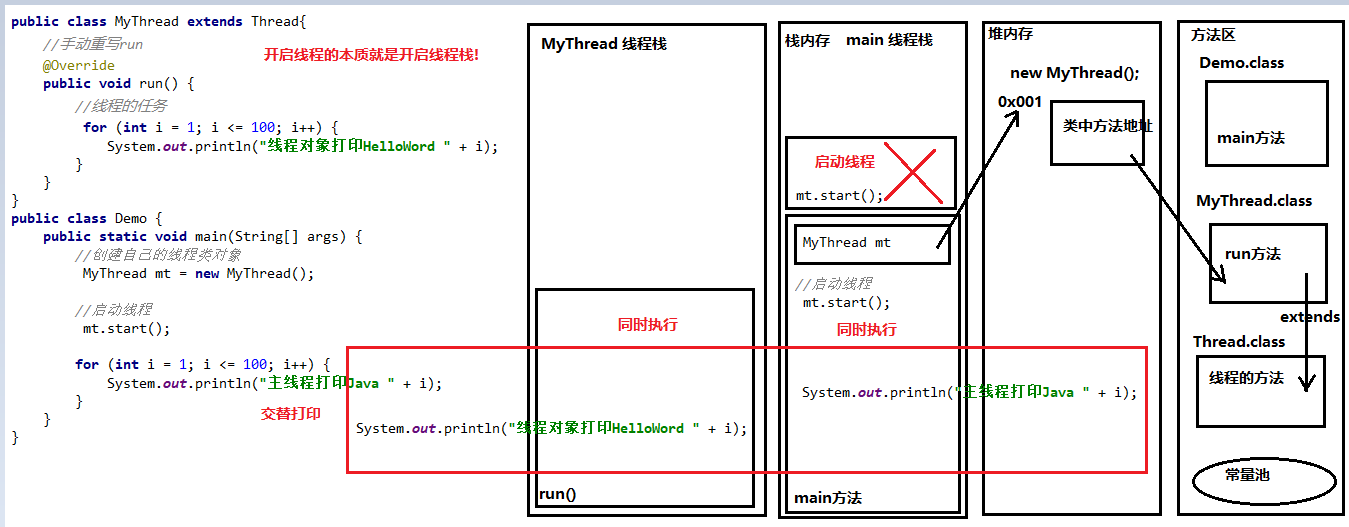 public class MyThread extends Thread{
//手动重写run
@Override
public void run() {
//线程的任务
for (int i = 1; i <= 100; i++) {
System.out.println("线程对象打印HelloWord " + i);
}
}
}
public class Demo {
public static void main(String[] args) {
//创建自己的线程类对象
MyThread mt = new MyThread();
//启动线程
mt.start();
for (int i = 1; i <= 100; i++) {
System.out.println("主线程打印Java " + i);
}
}
}
开启线程的本质就是开启线程栈!
交替打印
MyThread 线程栈
同时执行
System.out.println("线程对象打印HelloWord " + i);
run()
栈内存 main 线程栈
启动线程
mt.start();
MyThread mt
//启动线程
mt.start();
同时执行
System.out.println("主线程打印Java " + i);
main方法
堆内存
new MyThread();
0x001
类中方法地址
方法区
Demo.class
main方法
MyThread.class
run方法
extends
Thread.class
线程的方法
常量池